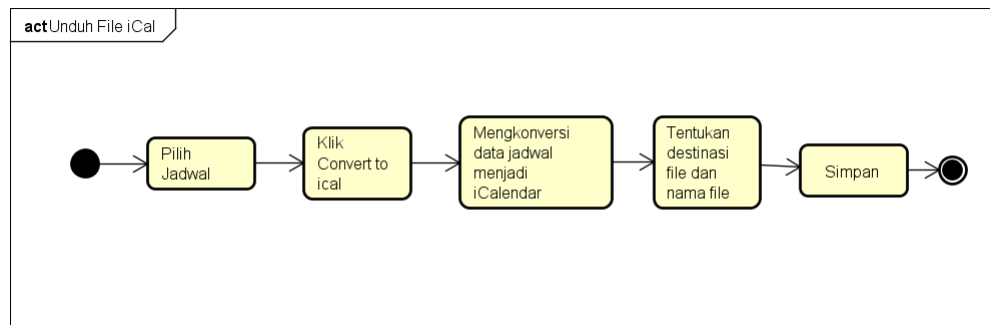 act Unduh File iCal
Pilih
Jadwal
Klik
Convert to
ical
Mengkonversi
data jadwal
menjadi
iCalendar
Tentukan
destinasi
file dan
nama file
Simpan